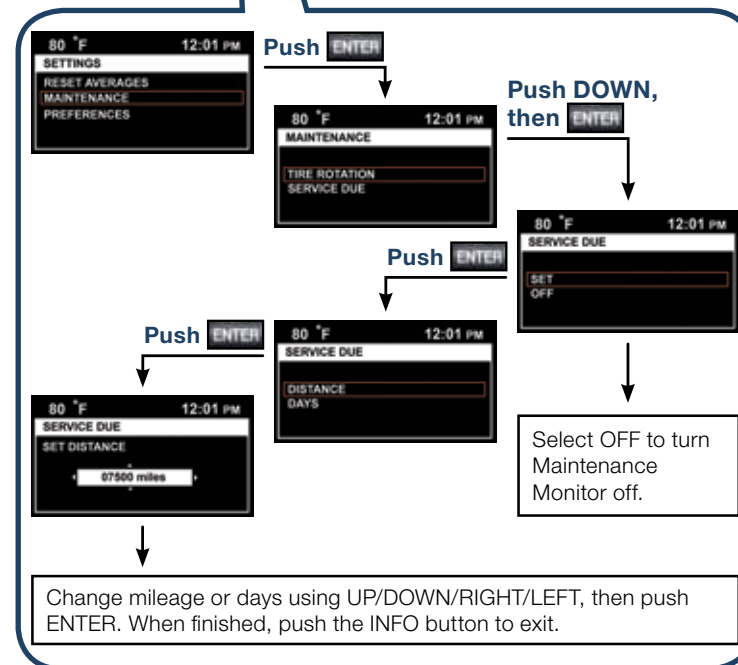 80 °F 12:01 PM
SETTINGS
RESET AVERAGES
MAINTENANCE
PREFERENCES
Push ENTER
80 °F 12:01 PM
MAINTENANCE
TIRE ROTATION
SERVICE DUE
Push DOWN,
then ENTER
80 °F 12:01 PM
SERVICE DUE
SET
OFF
Push ENTER
80 °F 12:01 PM
SERVICE DUE
DISTANCE
DAYS
Push ENTER
80 °F 12:01 PM
SERVICE DUE
SET DISTANCE
07500 miles
Select OFF to turn
Maintenance
Monitor off.
Change mileage or days using UP/DOWN/RIGHT/LEFT, then push
ENTER. When finished, push the INFO button to exit.